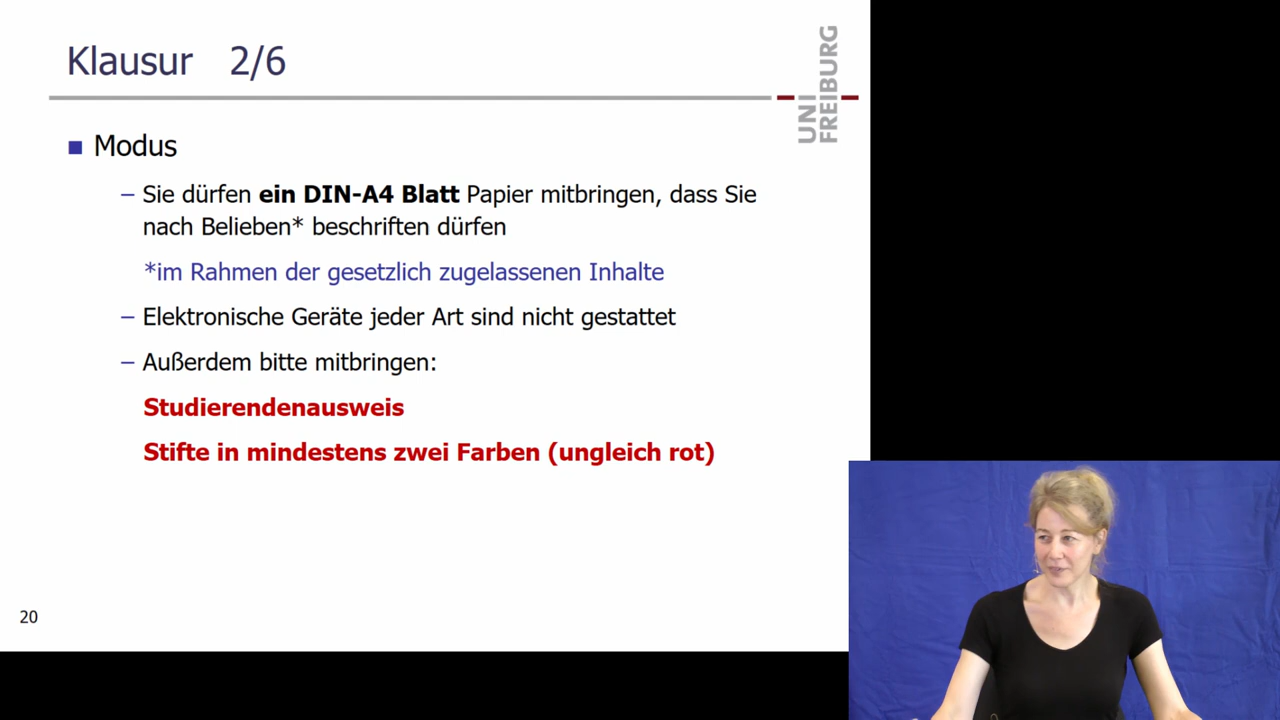 Klausur 2/6
UNI
FREIBURG
Modus
– Sie dürfen ein DIN-A4 Blatt Papier mitbringen, dass Sie
nach Belieben* beschriften dürfen
*im Rahmen der gesetzlich zugelassenen Inhalte
– Elektronische Geräte jeder Art sind nicht gestattet
– Außerdem bitte mitbringen:
Studierendenausweis
Stifte in mindestens zwei Farben (ungleich rot)
20